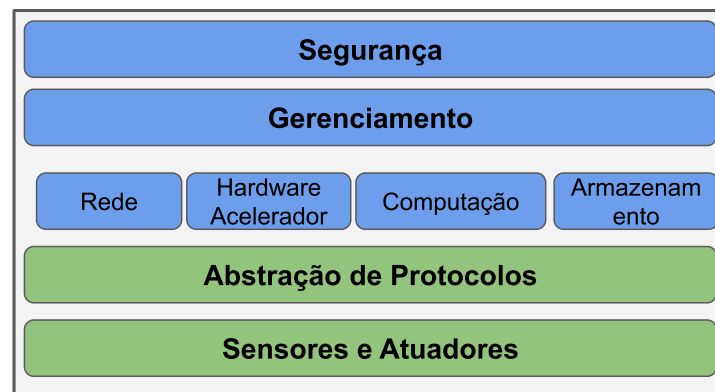 Segurança
Gerenciamento
Rede
Hardware
Acelerador
Computação
Armazenam
ento
Abstração de Protocolos
Sensores e Atuadores